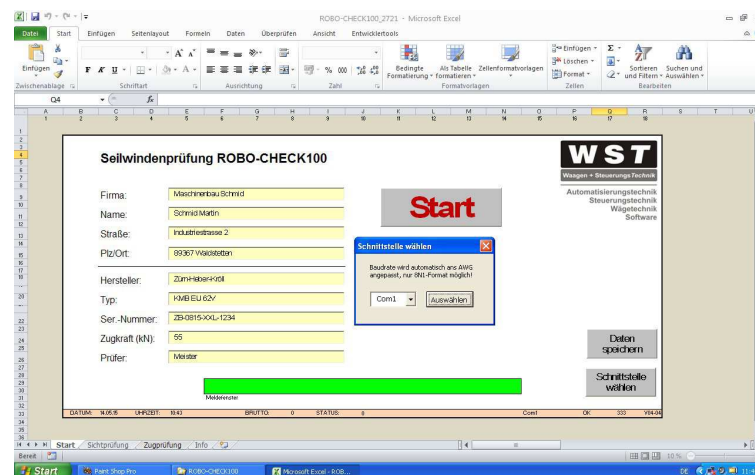 ROBO-CHECK100_2721 - Microsoft Excel
Datei Start Einfügen Seitenlayout Formeln Daten Überprüfen Ansicht Entwicklertools
Einfügen
F K U
A A
% 000
Bedingte Formatierung
Als Tabelle formatieren
Zellenformatvorlagen
Einfügen
Löschen
Format
Sortieren und Filtern
Suchen und Auswählen
Zwischenablage Schriftart Ausrichtung Zahl Formatvorlagen Zellen Bearbeiten
Q4 fx
A B C D E F G H I J K L M N O P Q R S T U
Seilwindenprüfung ROBO-CHECK100
WST
Waagen + SteuerungsTechnik
Automatisierungstechnik
Steuerungstechnik
Wägetechnik
Software
Firma: Maschinenbau Schmid
Name: Schmid Martin
Straße: Industriestrasse 2
Plz/Ort: 89367 Waldstetten
Hersteller:
Typ: KMB EU 62V
Ser.-Nummer: ZB-0815-XXL-1234
Zugkraft (kN): 55
Prüfer: Meister
Start
Schnittstelle wählen
Baudrate wird automatisch ans AWG
angepasst, nur 8N1-Format möglich!
Com1 Auswählen
Daten
speichern
Schnittstelle
wählen
Meldefenster
DATUM: 14.05.15 UHRZEIT: 10:43 BRUTTO: 0 STATUS: Com1 OK 333
Start Sichtprüfung Zugprüfung Info
Bereit 10 %
Start Paint Shop Pro ROBO-CHECK100 Microsoft Excel - ROB... DE